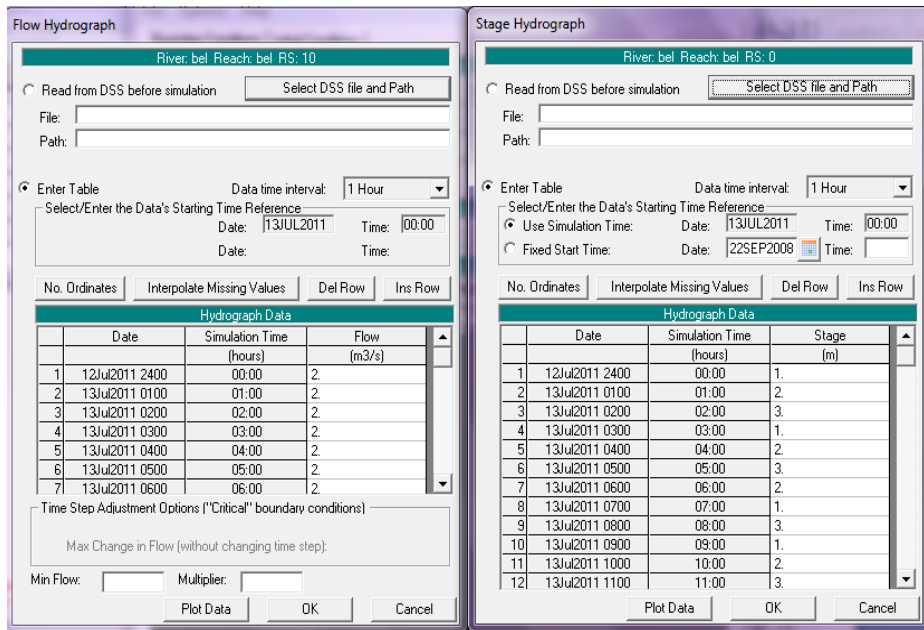 Flow Hydrograph
River: bel Reach: bel RS: 10
Read from DSS before simulation
Select DSS file and Path
File:
Path:
Enter Table
Data time interval:
1 Hour
Select/Enter the Data's Starting Time Reference
Date: 13JUL2011 Time: 00:00
Date: Time:
No. Ordinates
Interpolate Missing Values
Del Row
Ins Row
Hydrograph Data
Date Simulation Time Flow
(hours) (m3/s)
1 12Jul2011 2400 00:00 2.
2 13Jul2011 0100 01:00 2.
3 13Jul2011 0200 02:00 2.
4 13Jul2011 0300 03:00 2.
5 13Jul2011 0400 04:00 2.
6 13Jul2011 0500 05:00 2.
7 13Jul2011 0600 06:00 2.
Time Step Adjustment Options ("Critical" boundary conditions)
Max Change in Flow (without changing time step):
Min Flow: Multiplier:
Plot Data
OK
Cancel
Stage Hydrograph
River: bel Reach: bel RS: 0
Read from DSS before simulation
Select DSS file and Path
File:
Path:
Enter Table
Data time interval:
1 Hour
Select/Enter the Data's Starting Time Reference
Use Simulation Time: Date: 13JUL2011 Time: 00:00
Fixed Start Time: Date: 22SEP2008 Time:
No. Ordinates
Interpolate Missing Values
Del Row
Ins Row
Hydrograph Data
Date Simulation Time Stage
(hours) (m)
1 12Jul2011 2400 00:00 1.
2 13Jul2011 0100 01:00 2.
3 13Jul2011 0200 02:00 3.
4 13Jul2011 0300 03:00 1.
5 13Jul2011 0400 04:00 2.
6 13Jul2011 0500 05:00 3.
7 13Jul2011 0600 06:00 2.
8 13Jul2011 0700 07:00 1.
9 13Jul2011 0800 08:00 3.
10 13Jul2011 0900 09:00 1.
11 13Jul2011 1000 10:00 2.
12 13Jul2011 1100 11:00 3.
Plot Data
OK
Cancel